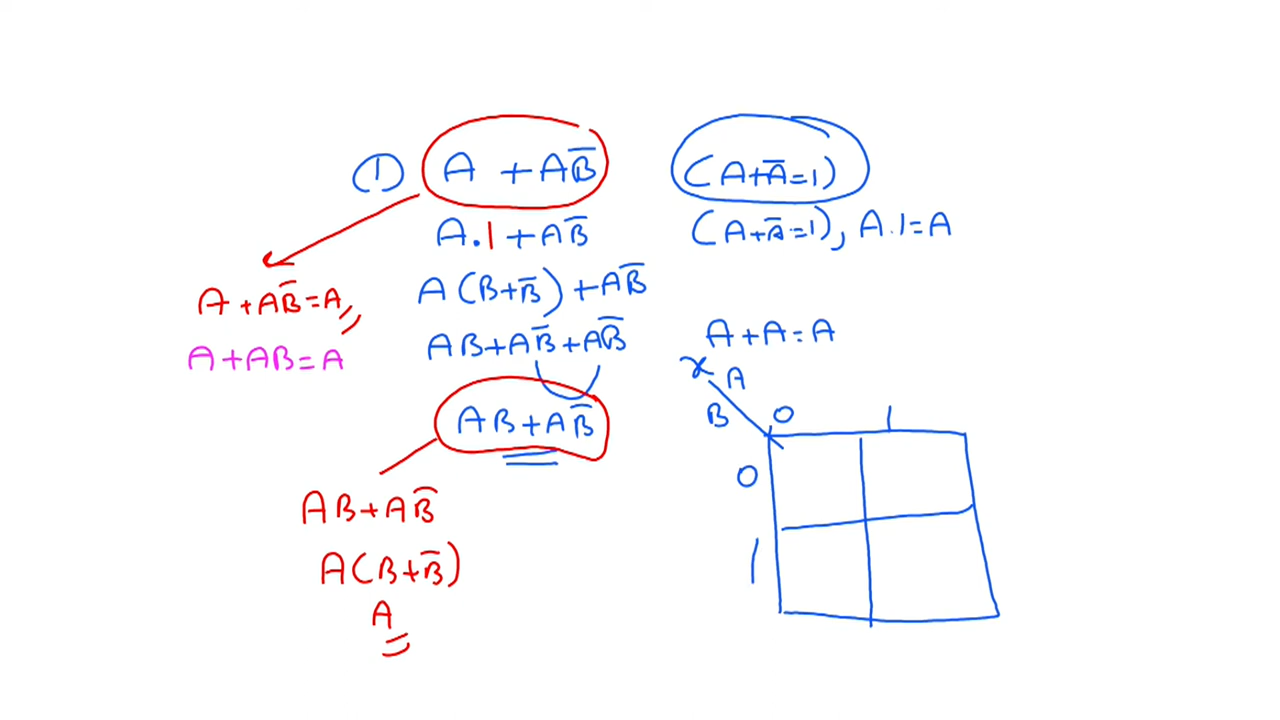 ① A + AB̅ (A+A̅=1)
A.1+AB̅ (A+A̅=1), A.1=A
A(B+B̅)+AB̅
A+AB̅=A
AB+AB̅+AB̅ A+A=A
A+AB=A
x A
B 0 1
AB+AB̅
0
AB+AB̅
1
A(B+B̅)
A